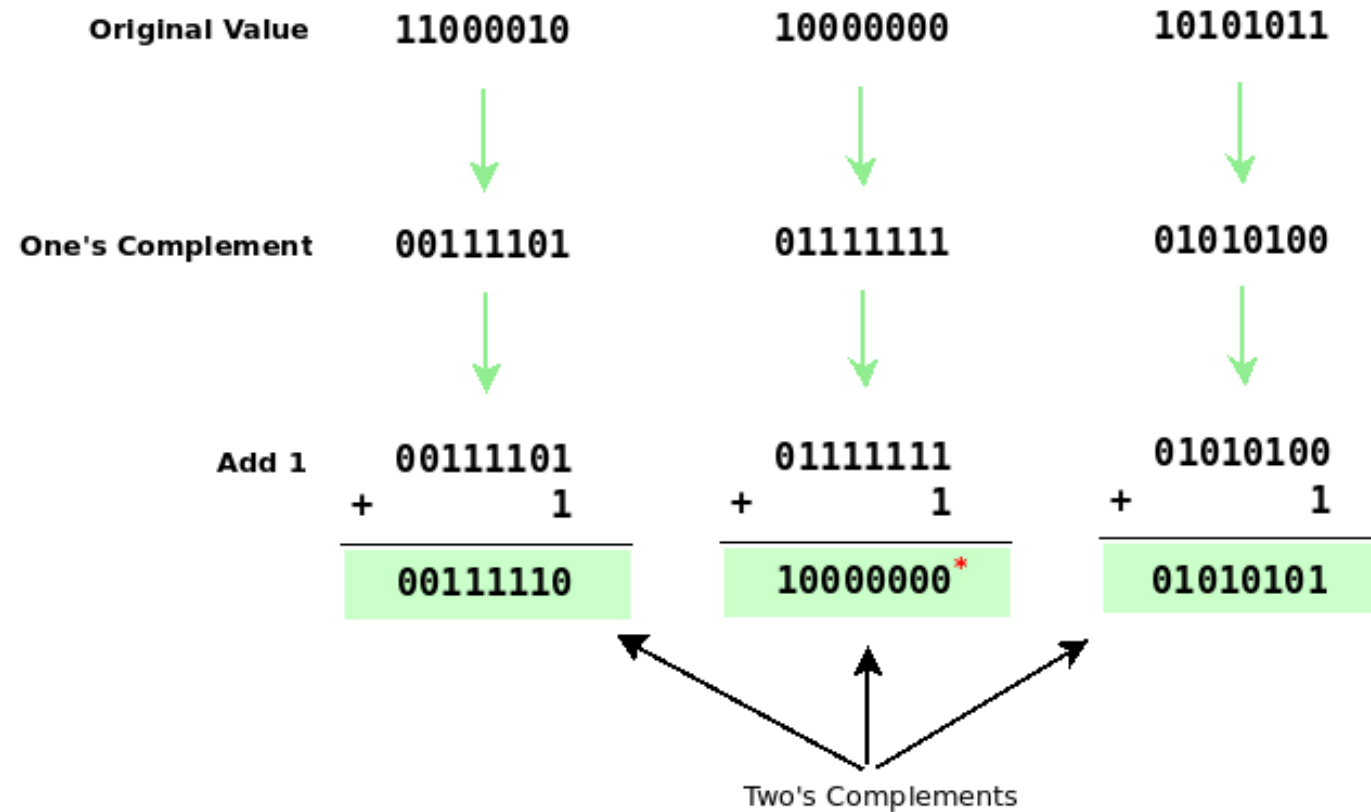 Original Value 11000010 10000000 10101011
One's Complement 00111101 01111111 01010100
Add 1 00111101 01111111 01010100
+ 1 + 1 + 1
00111110 10000000* 01010101
Two's Complements